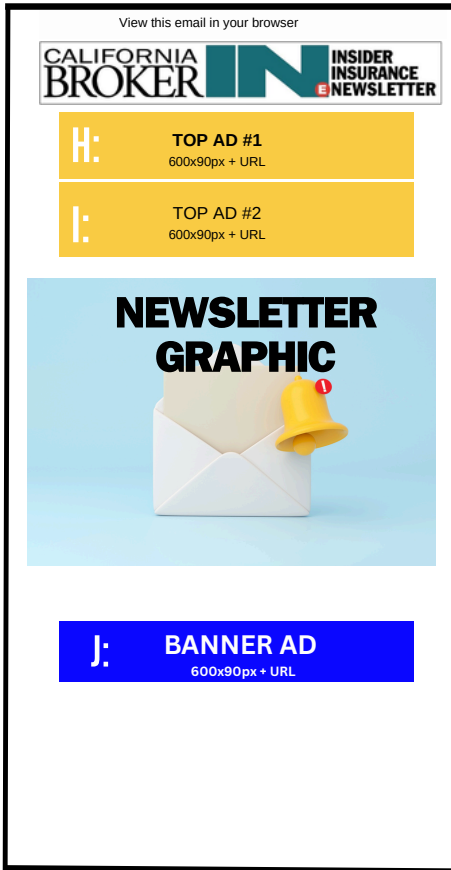 View this email in your browser
CALIFORNIA
BROKER
IN
INSIDER
INSURANCE
E NEWSLETTER
H:
TOP AD #1
600x90px + URL
I:
TOP AD #2
600x90px + URL
NEWSLETTER
GRAPHIC
!
J:
BANNER AD
600x90px + URL